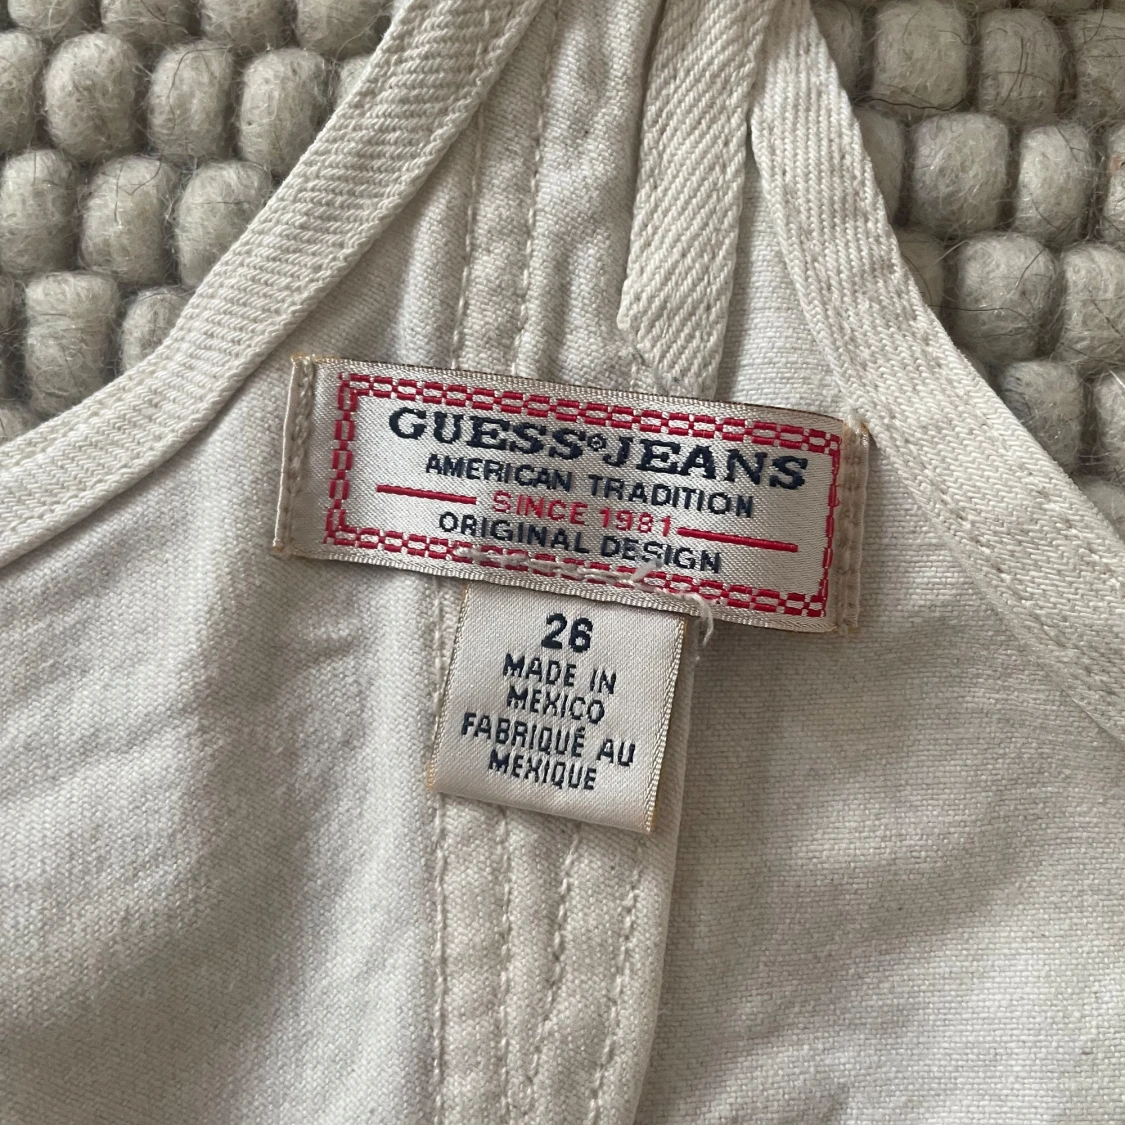 GUESS®JEANS
AMERICAN TRADITION
SINCE 1981
ORIGINAL DESIGN
26
MADE IN
MEXICO
FABRIQUÉ AU
MEXIQUE